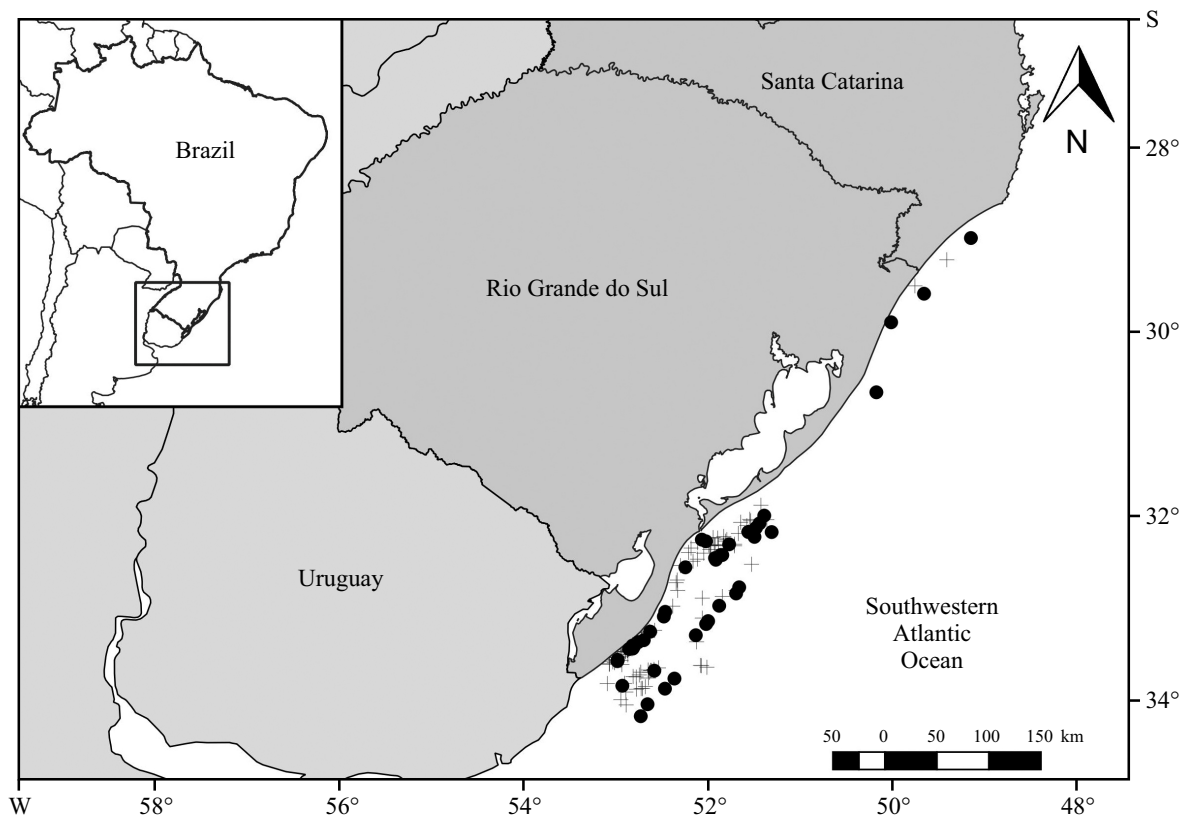 S
Santa Catarina
N
Brazil
28°
Rio Grande do Sul
30°
32°
Uruguay
Southwestern
Atlantic
Ocean
34°
50 0 50 100 150 km
W 58° 56° 54° 52° 50° 48°